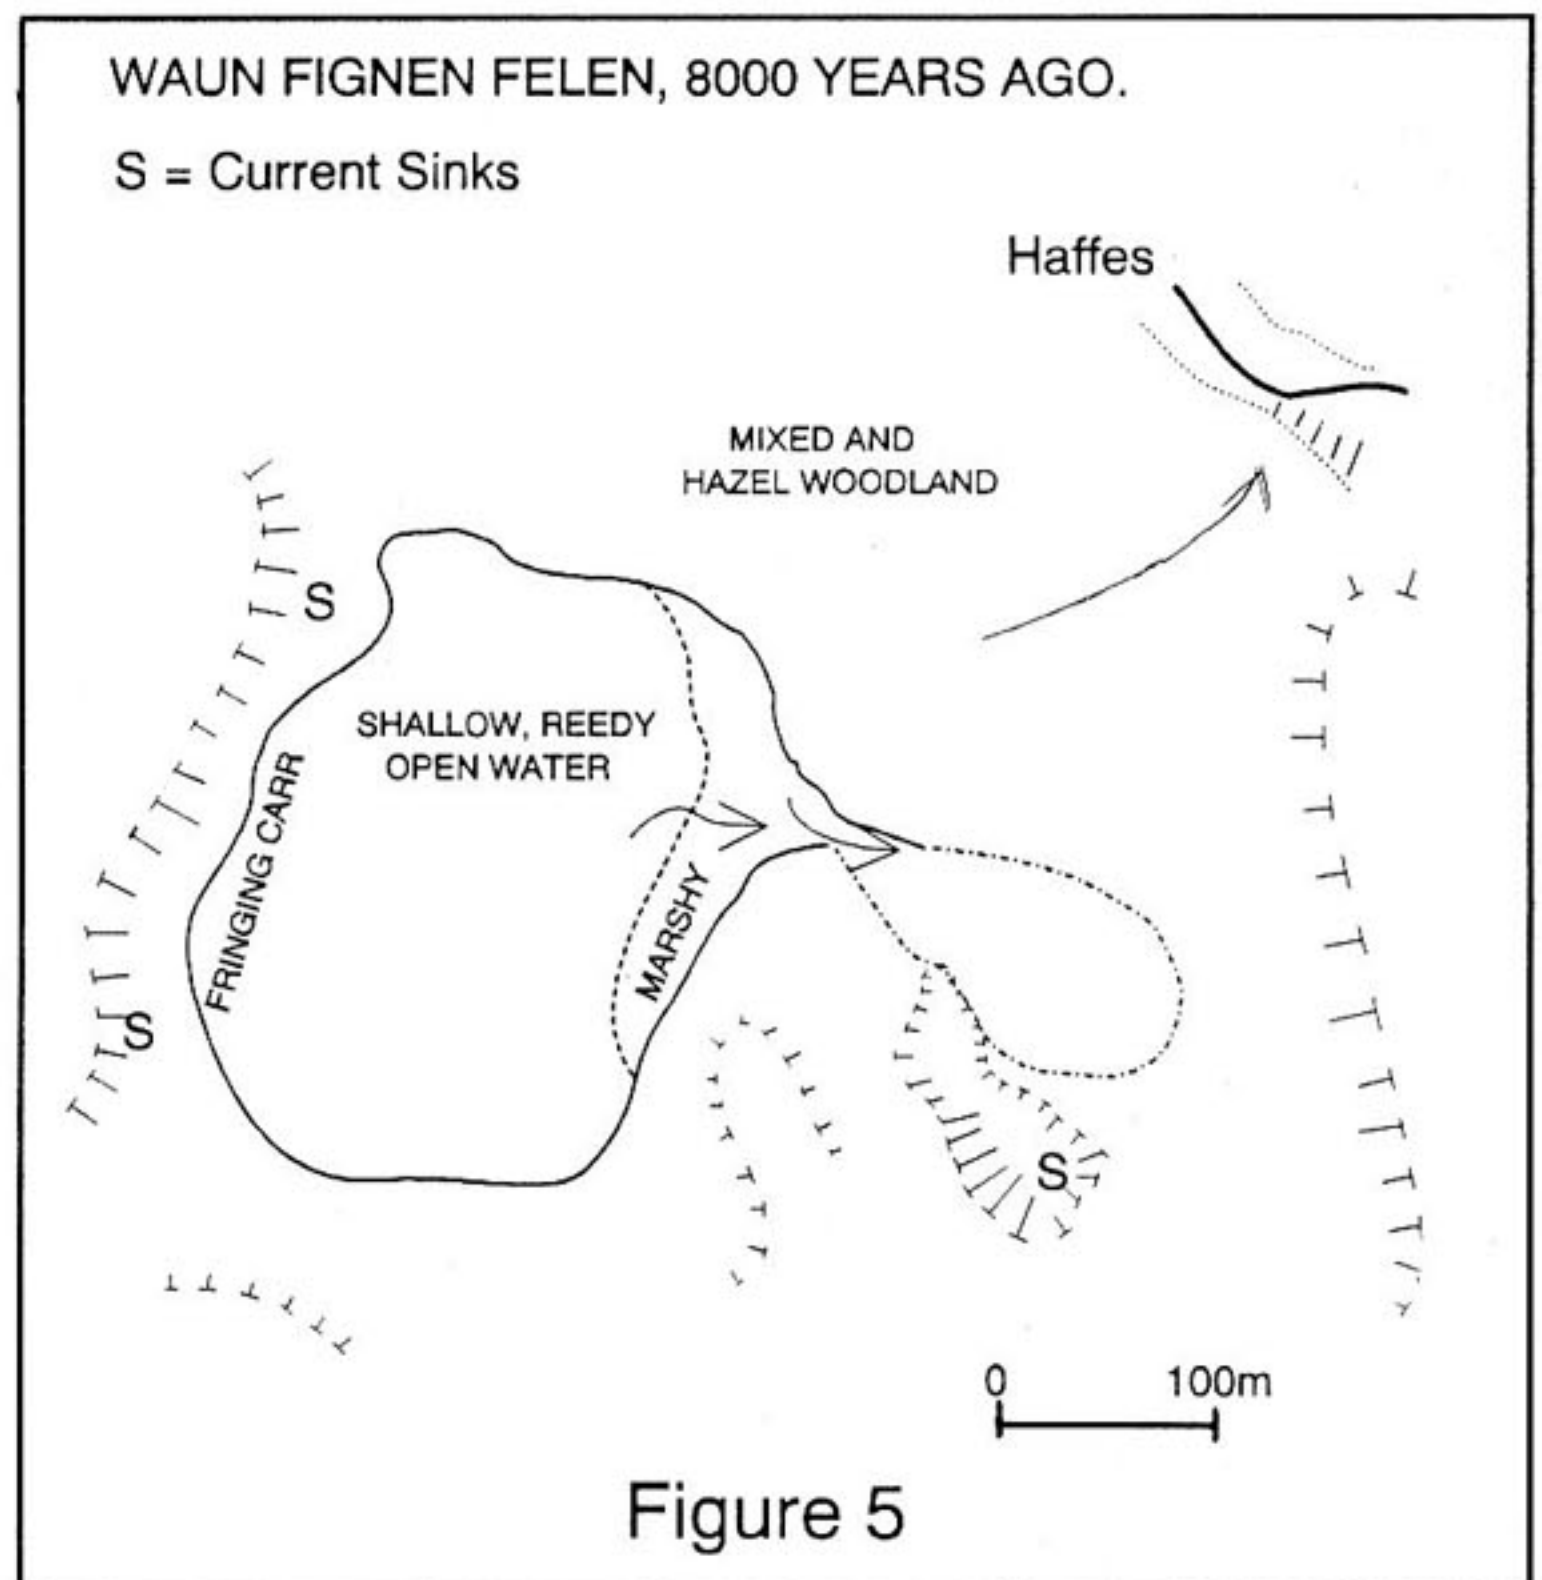 WAUN FIGNEN FELEN, 8000 YEARS AGO.
S = Current Sinks
Haffes
MIXED AND
HAZEL WOODLAND
S
SHALLOW, REEDY
OPEN WATER
FRINGING CARR
MARSHY
S
S
0 100m
Figure 5